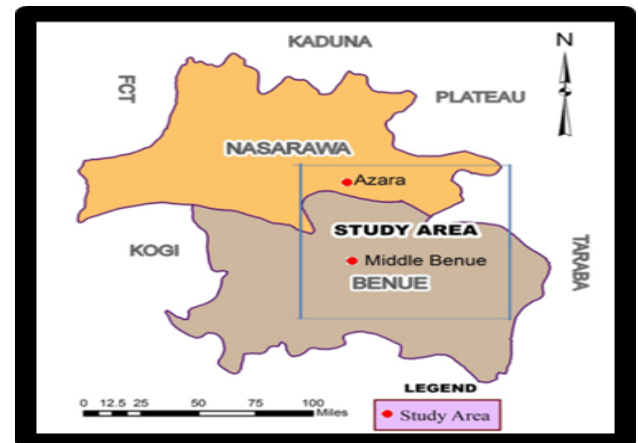 KADUNA
N
FCT
PLATEAU
NASARAWA
Azara
STUDY AREA
KOGI
Middle Benue
TARABA
BENUE
LEGEND
0 12.5 25 50 75 100
Miles
Study Area